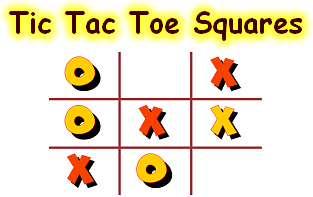 Tic Tac Toe Squares
O X
O X X
X O